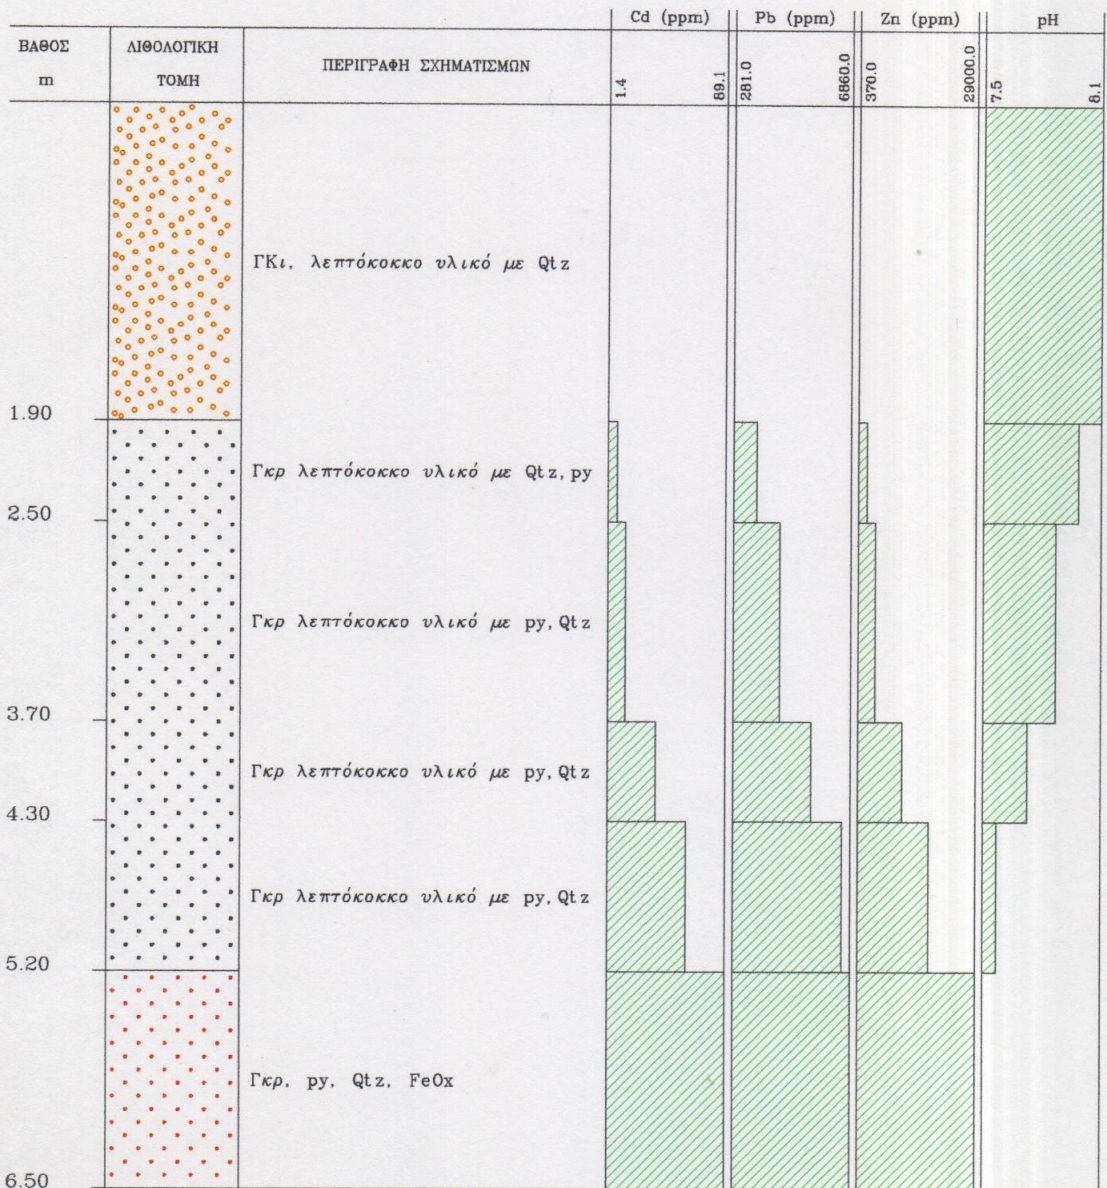 Cd (ppm) Pb (ppm) Zn (ppm) pH
ΒΑΘΟΣ
m
ΛΙΘΟΛΟΓΙΚΗ
ΤΟΜΗ
ΠΕΡΙΓΡΑΦΗ ΣΧΗΜΑΤΙΣΜΩΝ
1.4 89.1 281.0 6860.0 370.0 29000.0 7.5 8.1
ΓΚι, λεπτόκοκκο υλικό με Qtz
1.90
Γκρ λεπτόκοκκο υλικό με Qtz,py
2.50
Γκρ λεπτόκοκκο υλικό με py,Qtz
3.70
Γκρ λεπτόκοκκο υλικό με py,Qtz
4.30
Γκρ λεπτόκοκκο υλικό με py,Qtz
5.20
Γκρ, py, Qtz, FeOx
6.50